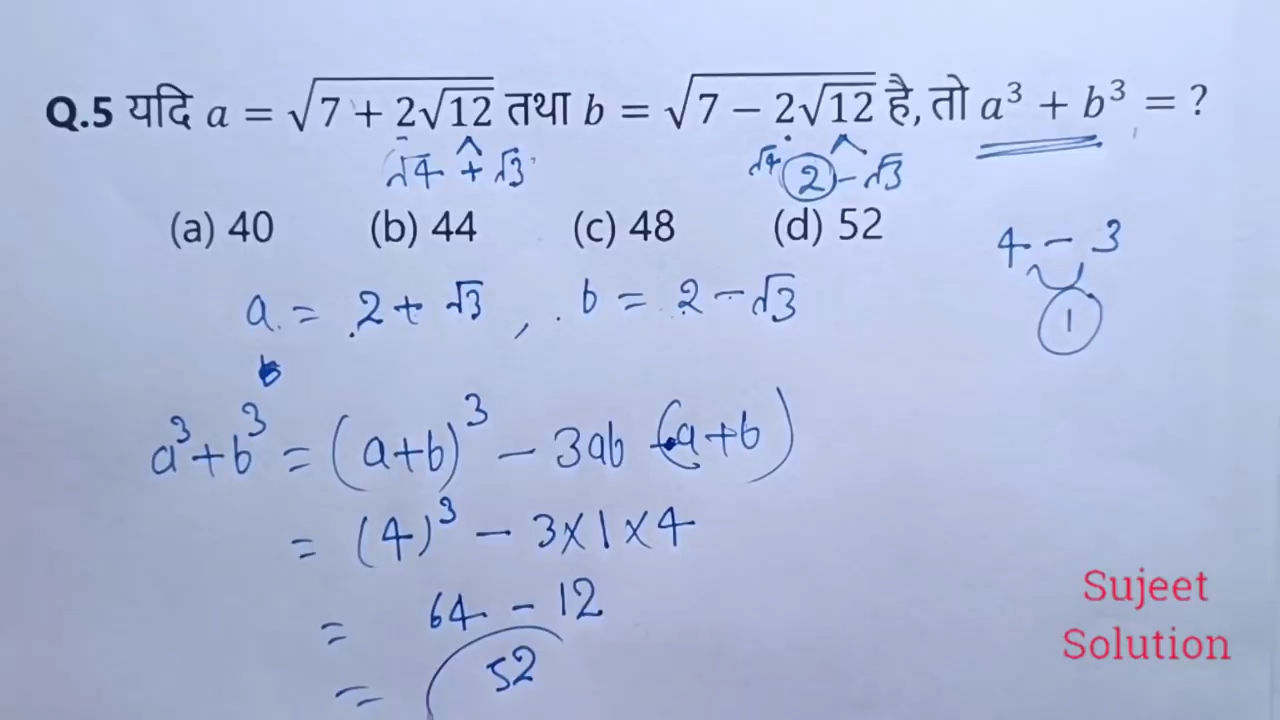 Q.5 यदि a = √(7 + 2√12) तथा b = √(7 − 2√12) है, तो a³ + b³ = ?
√4 + √3
√4 2 − √3
(a) 40 (b) 44 (c) 48 (d) 52
4 − 3
1
a = 2 + √3 , b = 2 − √3
b
a³ + b³ = (a+b)³ − 3ab (a+b)
= (4)³ − 3×1×4
= 64 − 12
= 52
Sujeet
Solution